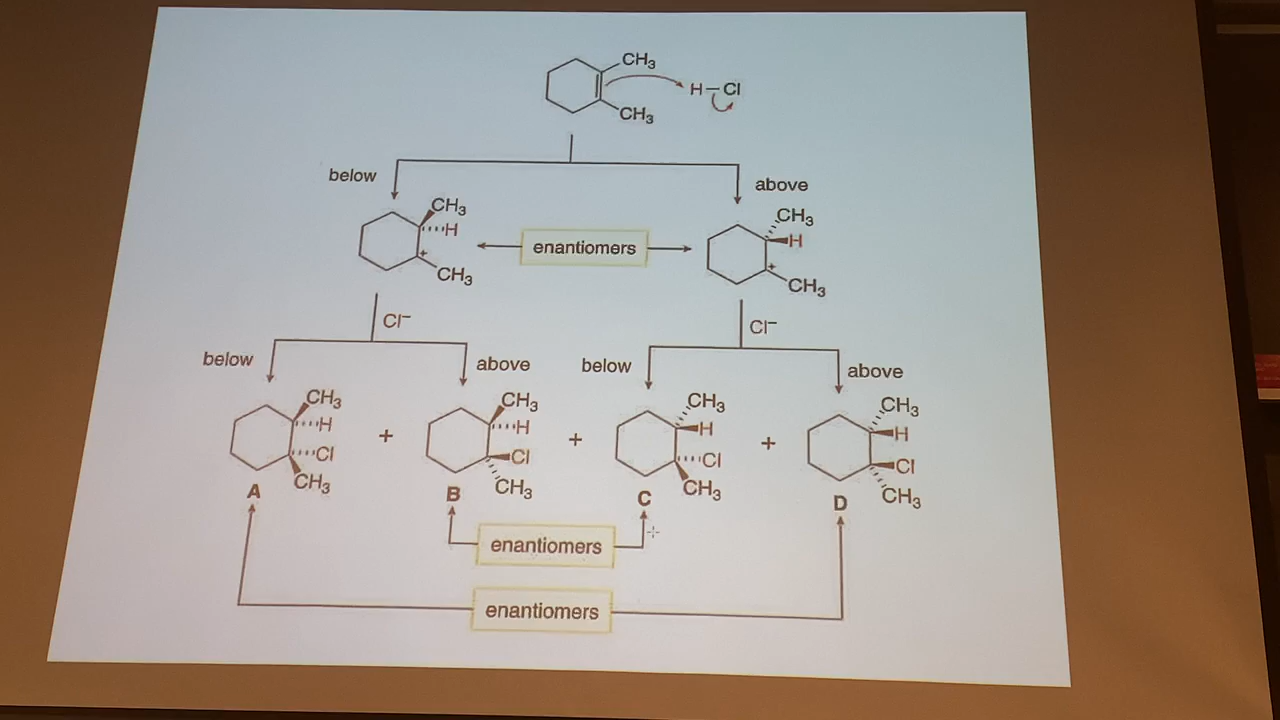 CH₃
H—Cl
CH₃
below
above
CH₃
H
+
CH₃
enantiomers
CH₃
H
+
CH₃
Cl⁻
Cl⁻
below
above
below
above
CH₃
H
Cl
CH₃
A
+
CH₃
H
Cl
CH₃
B
+
CH₃
H
Cl
CH₃
C
+
CH₃
H
Cl
CH₃
D
enantiomers
enantiomers